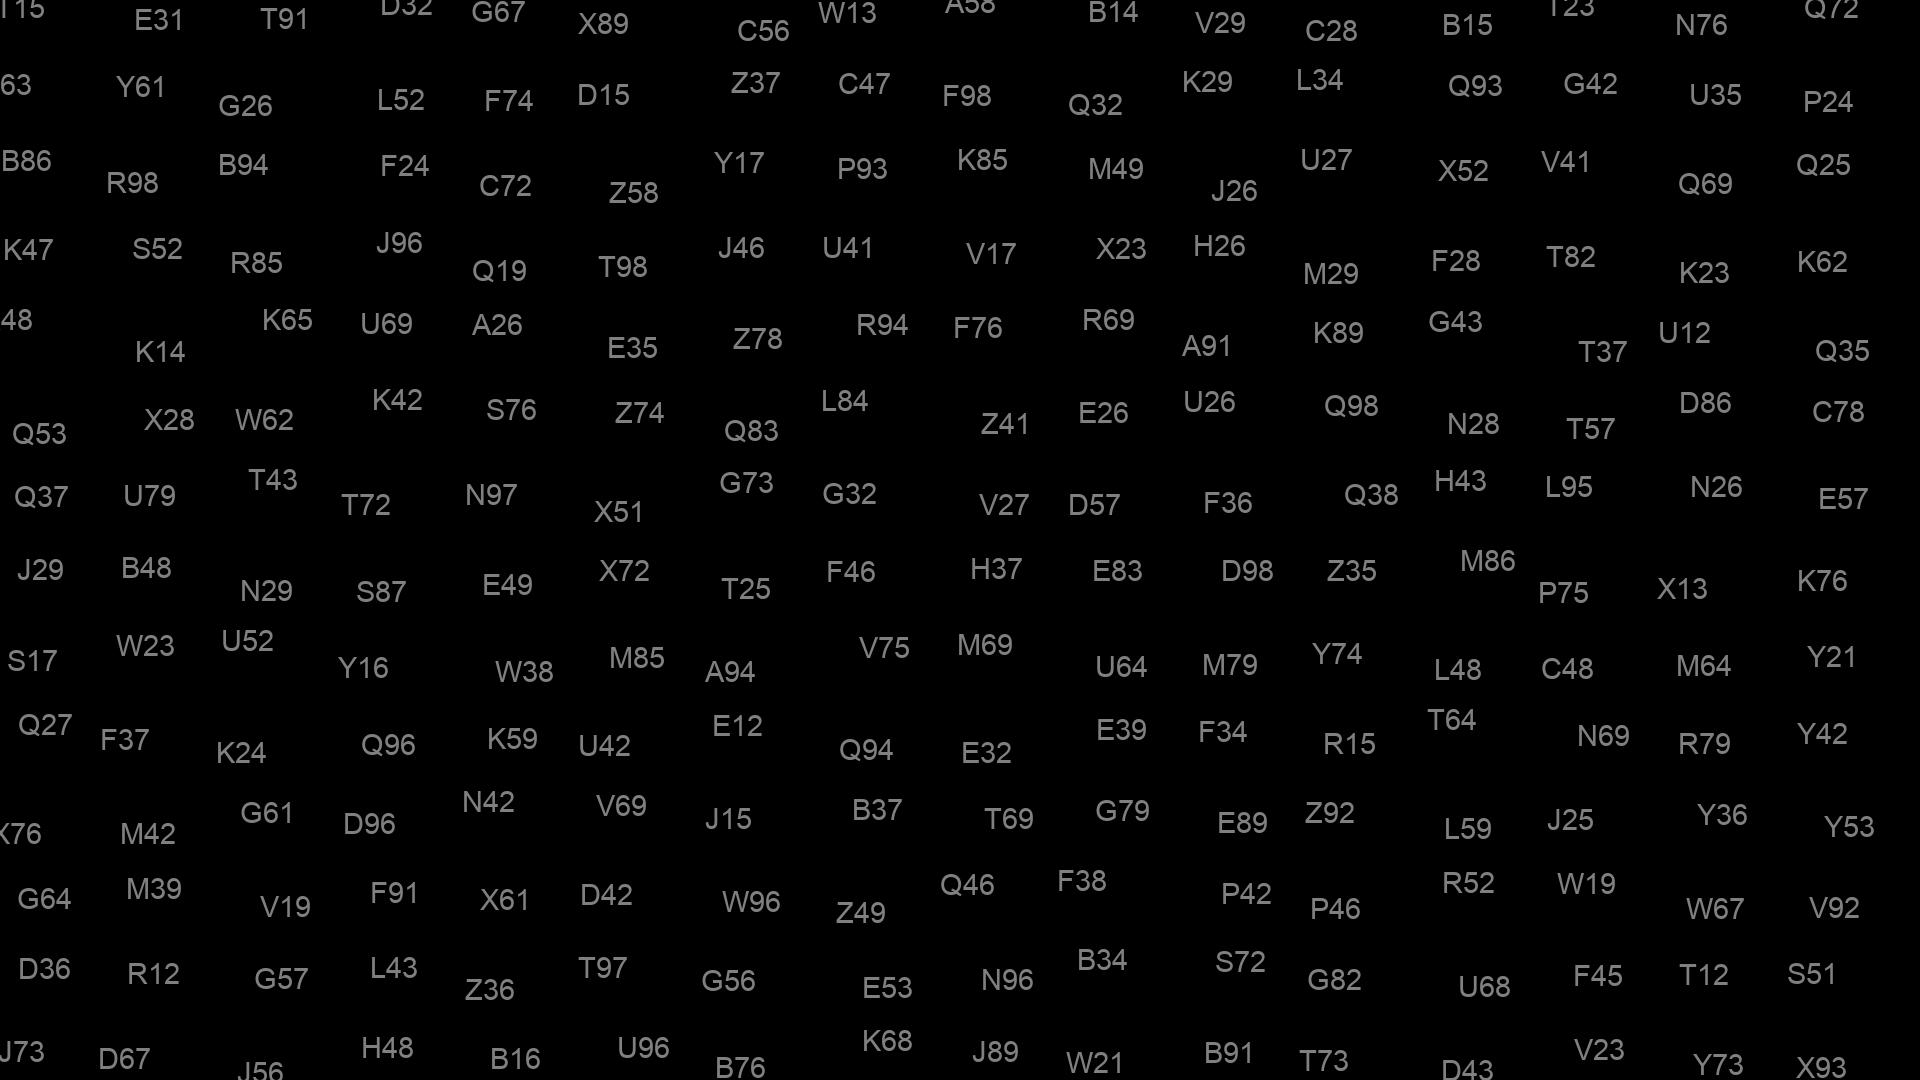 T15 E31 T91 D32 G67 X89 C56 W13 A58 B14 V29 C28 B15 T23 N76 Q72
63 Y61 G26 L52 F74 D15 Z37 C47 F98 Q32 K29 L34 Q93 G42 U35 P24
B86 R98 B94 F24 C72 Z58 Y17 P93 K85 M49 J26 U27 X52 V41 Q69 Q25
K47 S52 R85 J96 Q19 T98 J46 U41 V17 X23 H26 M29 F28 T82 K23 K62
48 K14 K65 U69 A26 E35 Z78 R94 F76 R69 A91 K89 G43 T37 U12 Q35
Q53 X28 W62 K42 S76 Z74 Q83 L84 Z41 E26 U26 Q98 N28 T57 D86 C78
Q37 U79 T43 T72 N97 X51 G73 G32 V27 D57 F36 Q38 H43 L95 N26 E57
J29 B48 N29 S87 E49 X72 T25 F46 H37 E83 D98 Z35 M86 P75 X13 K76
S17 W23 U52 Y16 W38 M85 A94 V75 M69 U64 M79 Y74 L48 C48 M64 Y21
Q27 F37 K24 Q96 K59 U42 E12 Q94 E32 E39 F34 R15 T64 N69 R79 Y42
X76 M42 G61 D96 N42 V69 J15 B37 T69 G79 E89 Z92 L59 J25 Y36 Y53
G64 M39 V19 F91 X61 D42 W96 Z49 Q46 F38 P42 P46 R52 W19 W67 V92
D36 R12 G57 L43 Z36 T97 G56 E53 N96 B34 S72 G82 U68 F45 T12 S51
J73 D67 J56 H48 B16 U96 B76 K68 J89 W21 B91 T73 D43 V23 Y73 X93